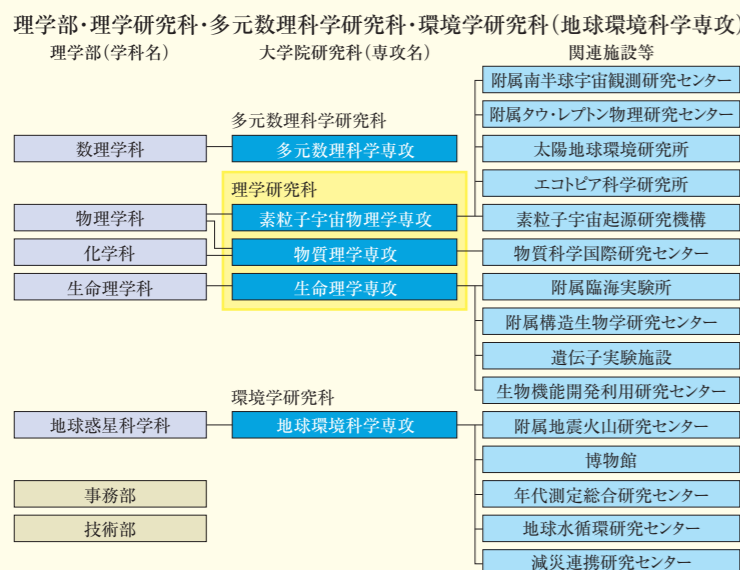 理学部・理学研究科・多元数理科学研究科・環境学研究科(地球環境科学専攻)
理学部(学科名)
大学院研究科(専攻名)
関連施設等
附属南半球宇宙観測研究センター
多元数理科学研究科
附属タウ・レプトン物理研究センター
数理学科
多元数理科学専攻
太陽地球環境研究所
理学研究科
エコトピア科学研究所
物理学科
素粒子宇宙物理学専攻
素粒子宇宙起源研究機構
化学科
物質理学専攻
物質科学国際研究センター
生命理学科
生命理学専攻
附属臨海実験所
附属構造生物学研究センター
遺伝子実験施設
環境学研究科
生物機能開発利用研究センター
地球惑星科学科
地球環境科学専攻
附属地震火山研究センター
博物館
事務部
年代測定総合研究センター
技術部
地球水循環研究センター
減災連携研究センター